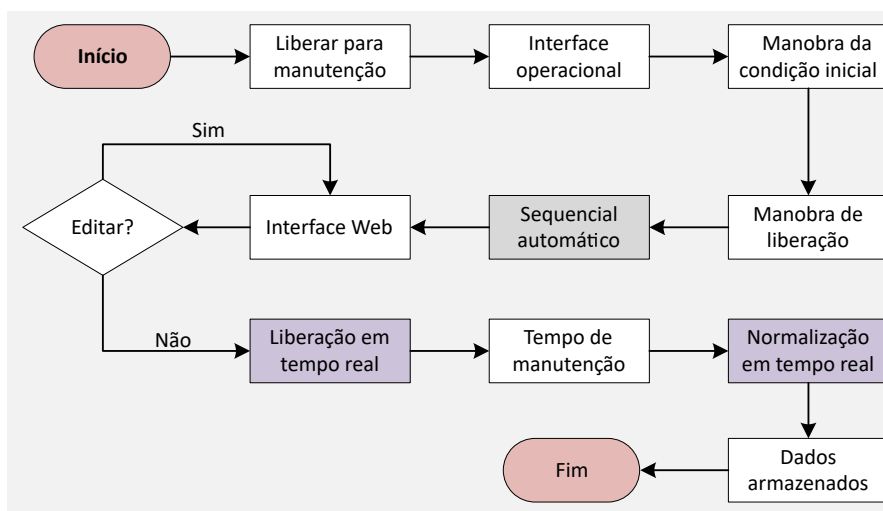 Início
Liberar para
manutenção
Interface
operacional
Manobra da
condição inicial
Sim
Editar?
Interface Web
Sequencial
automático
Manobra de
liberação
Não
Liberação em
tempo real
Tempo de
manutenção
Normalização
em tempo real
Fim
Dados
armazenados